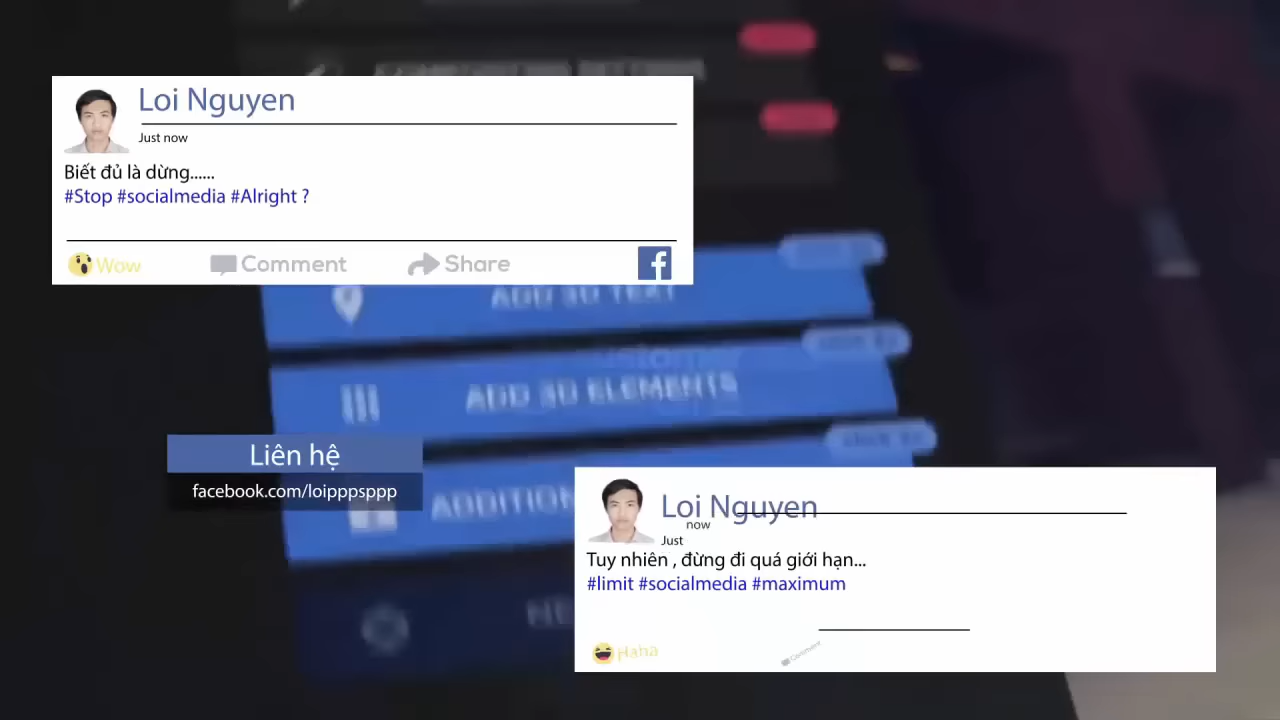 Loi Nguyen
Just now
Biết đủ là dừng......
#Stop #socialmedia #Alright ?
Wow Comment Share
ADD 3D TEXT
ADD 3D ELEMENTS
Liên hệ
facebook.com/loipppsppp
ADDITION
Loi Nguyen
now
Just
Tuy nhiên , đừng đi quá giới hạn...
#limit #socialmedia #maximum
Haha Comment